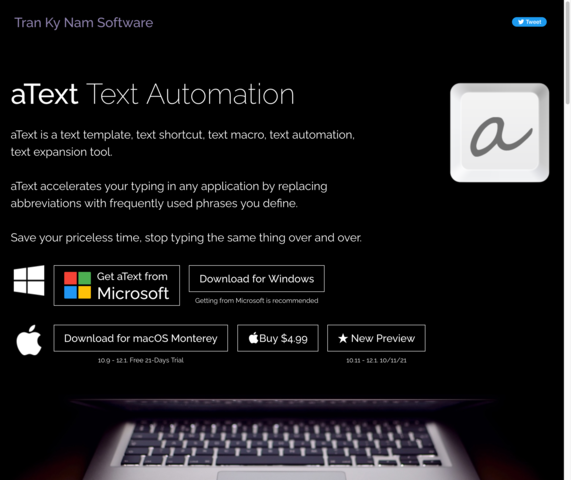 Tran Ky Nam Software
Tweet
aText Text Automation
a
aText is a text template, text shortcut, text macro, text automation,
text expansion tool.
aText accelerates your typing in any application by replacing
abbreviations with frequently used phrases you define.
Save your priceless time, stop typing the same thing over and over.
Get aText from
Microsoft
Download for Windows
Getting from Microsoft is recommended
Download for macOS Monterey
Buy $4.99
★ New Preview
10.9 - 12.1. Free 21-Days Trial
10.11 - 12.1. 10/11/21